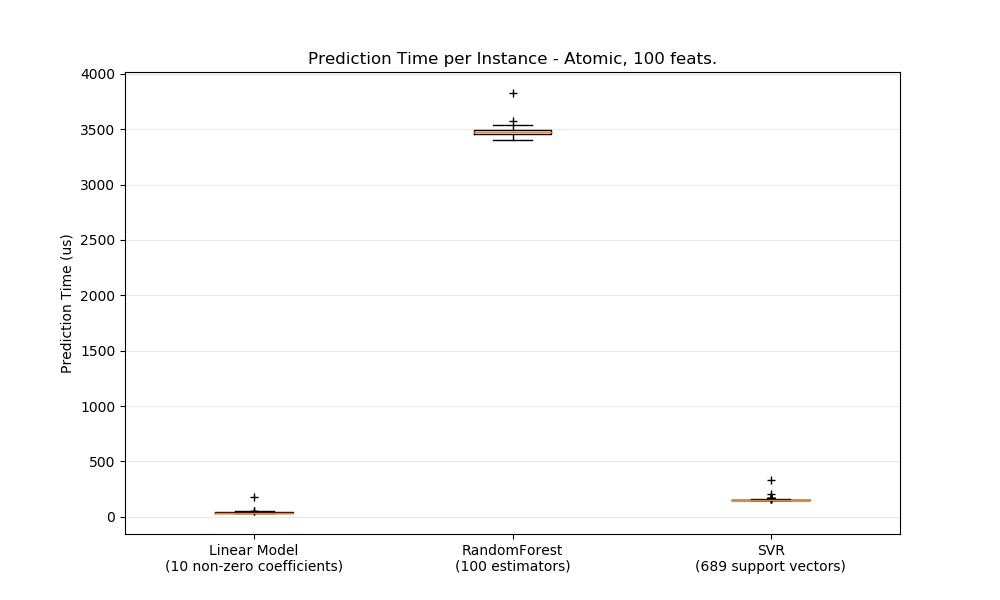 Prediction Time per Instance - Atomic, 100 feats.
Prediction Time (us)
4000
3500
3000
2500
2000
1500
1000
500
0
Linear Model
(10 non-zero coefficients)
RandomForest
(100 estimators)
SVR
(689 support vectors)